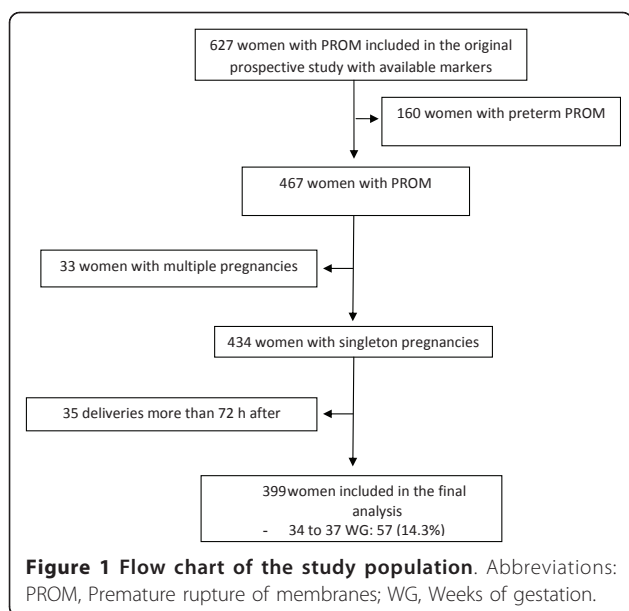 627 women with PROM included in the original
prospective study with available markers
160 women with preterm PROM
467 women with PROM
33 women with multiple pregnancies
434 women with singleton pregnancies
35 deliveries more than 72 h after
399 women included in the final
analysis
- 34 to 37 WG: 57 (14.3%)
Figure 1 Flow chart of the study population. Abbreviations:
PROM, Premature rupture of membranes; WG, Weeks of gestation.